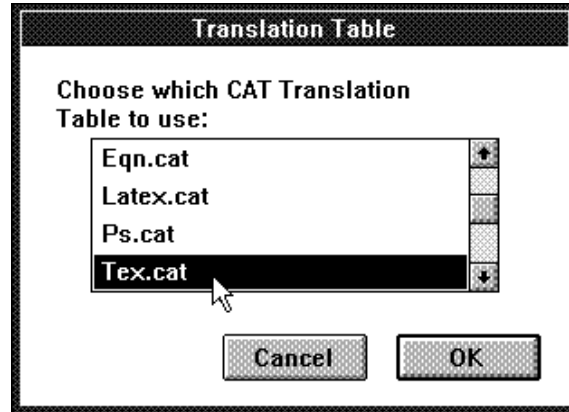 Translation Table
Choose which CAT Translation
Table to use:
Eqn.cat
Latex.cat
Ps.cat
Tex.cat
Cancel OK